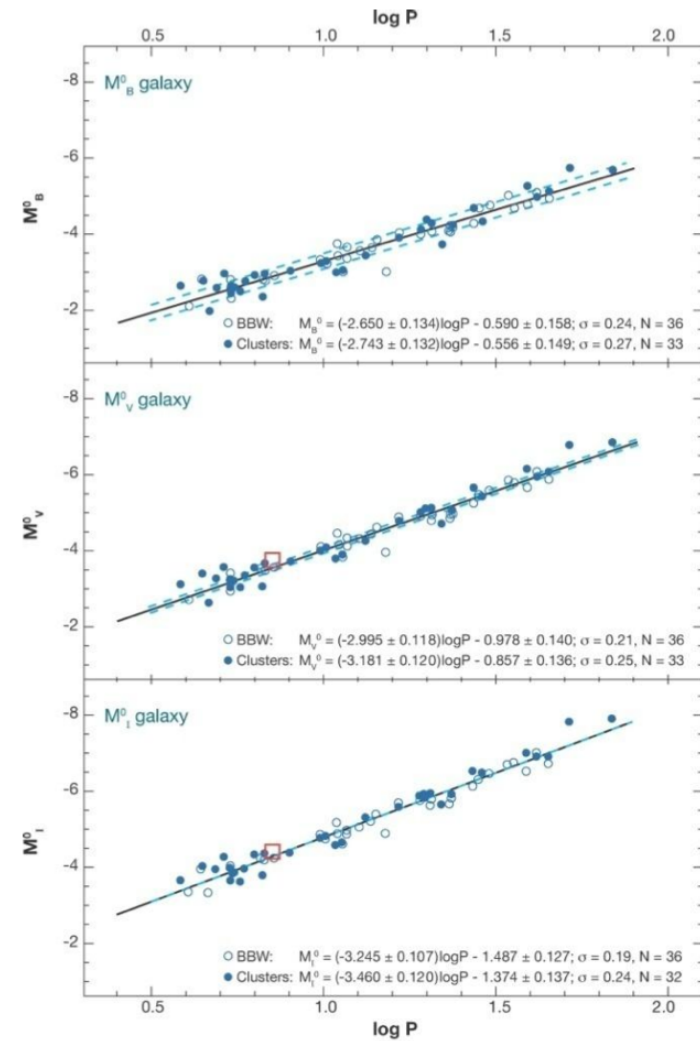 log P
0.5 1.0 1.5 2.0
-8
M⁰_B galaxy
-6
M⁰_B
-4
-2
BBW: M_B⁰ = (-2.650 ± 0.134)logP - 0.590 ± 0.158; σ = 0.24, N = 36
Clusters: M_B⁰ = (-2.743 ± 0.132)logP - 0.556 ± 0.149; σ = 0.27, N = 33
-8
M⁰_V galaxy
-6
M⁰_V
-4
-2
BBW: M_V⁰ = (-2.995 ± 0.118)logP - 0.978 ± 0.140; σ = 0.21, N = 36
Clusters: M_V⁰ = (-3.181 ± 0.120)logP - 0.857 ± 0.136; σ = 0.25, N = 33
-8
M⁰_I galaxy
-6
M⁰_I
-4
-2
BBW: M_I⁰ = (-3.245 ± 0.107)logP - 1.487 ± 0.127; σ = 0.19, N = 36
Clusters: M_I⁰ = (-3.460 ± 0.120)logP - 1.374 ± 0.137; σ = 0.24, N = 32
0.5 1.0 1.5 2.0
log P